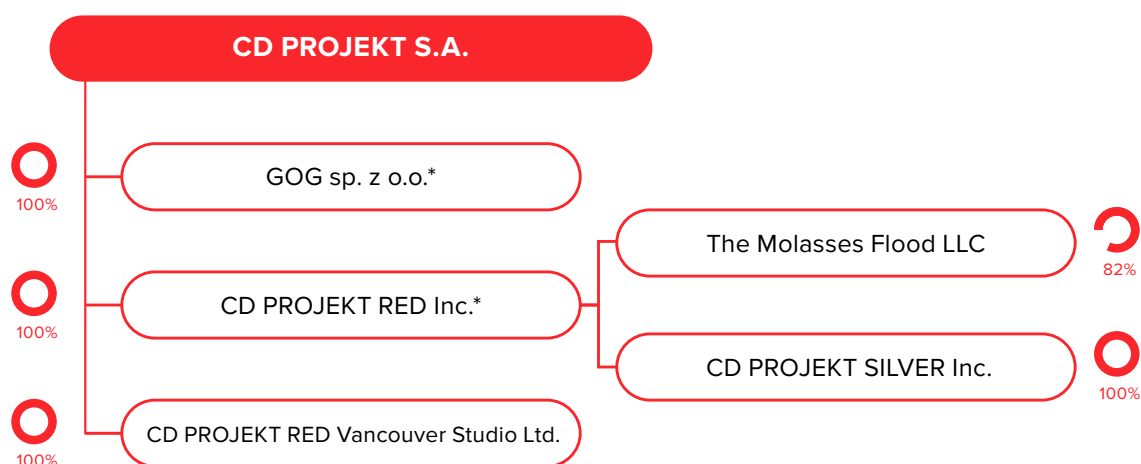 CD PROJEKT S.A.
GOG sp. z o.o.*
100%
The Molasses Flood LLC
82%
CD PROJEKT RED Inc.*
100%
CD PROJEKT SILVER Inc.
100%
CD PROJEKT RED Vancouver Studio Ltd.
100%